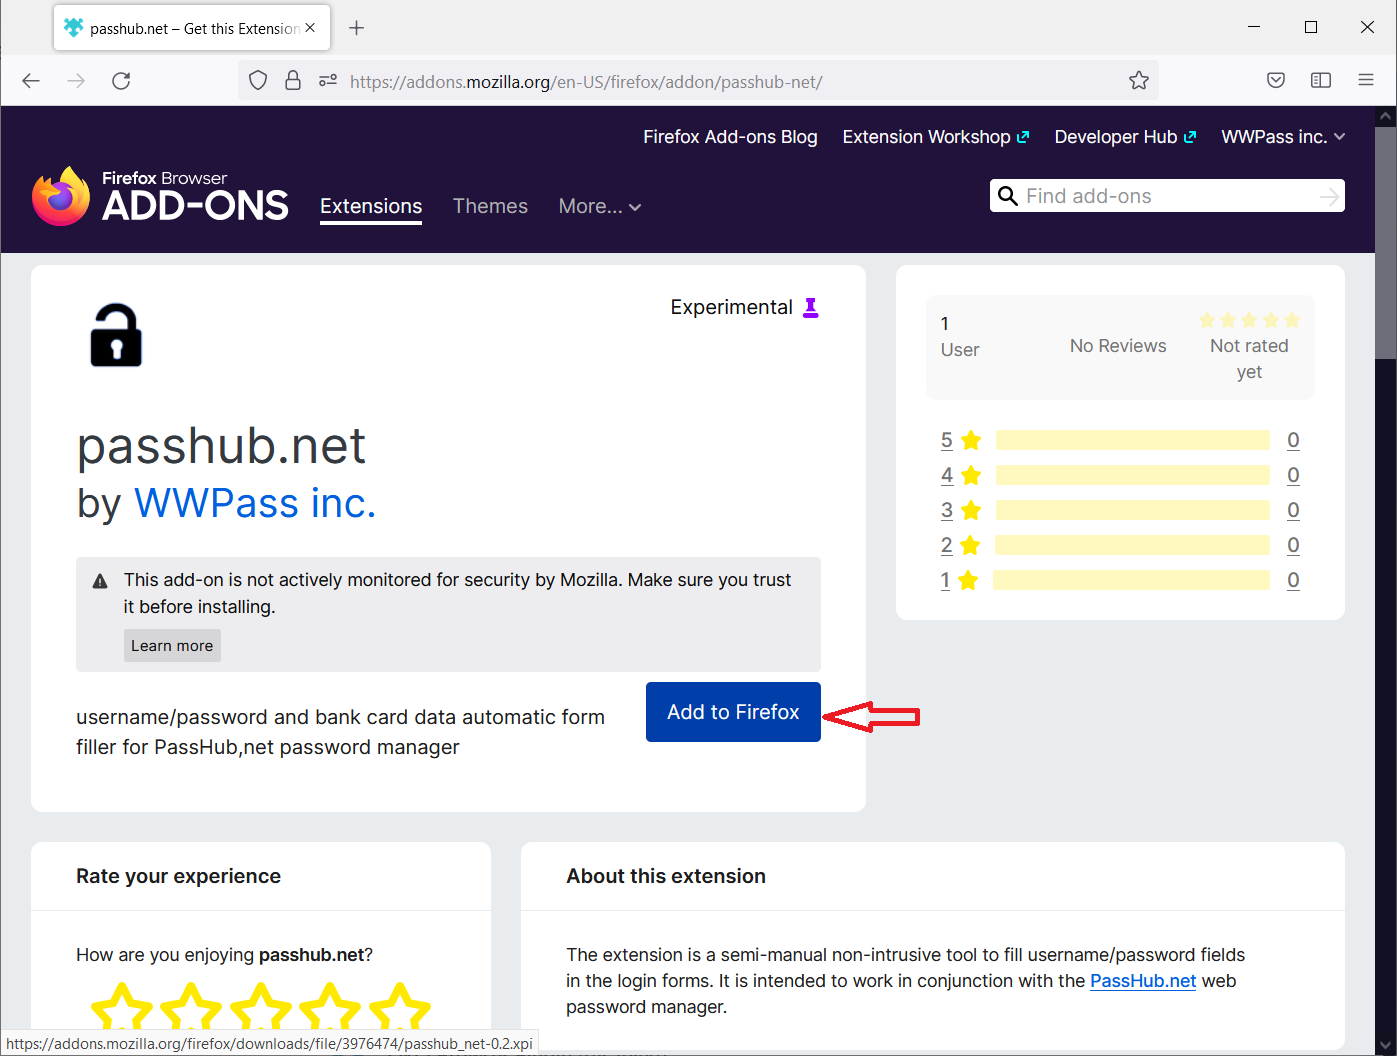 passhub.net – Get this Extension
https://addons.mozilla.org/en-US/firefox/addon/passhub-net/
Firefox Add-ons Blog
Extension Workshop
Developer Hub
WWPass inc.
Firefox Browser
ADD-ONS
Extensions
Themes
More...
Find add-ons
Experimental
passhub.net
by WWPass inc.
This add-on is not actively monitored for security by Mozilla. Make sure you trust
it before installing.
Learn more
username/password and bank card data automatic form
filler for PassHub,net password manager
Add to Firefox
1
User
No Reviews
Not rated
yet
5 0
4 0
3 0
2 0
1 0
Rate your experience
How are you enjoying passhub.net?
About this extension
The extension is a semi-manual non-intrusive tool to fill username/password fields
in the login forms. It is intended to work in conjunction with the PassHub.net web
password manager.
https://addons.mozilla.org/firefox/downloads/file/3976474/passhub_net-0.2.xpi